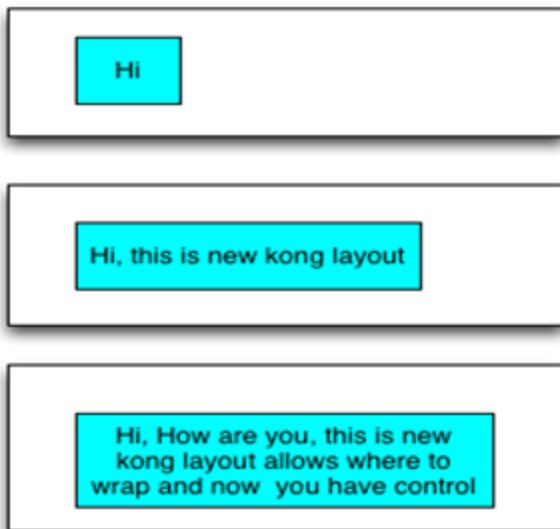 Hi
Hi, this is new kong layout
Hi, How are you, this is new
kong layout allows where to
wrap and now  you have control